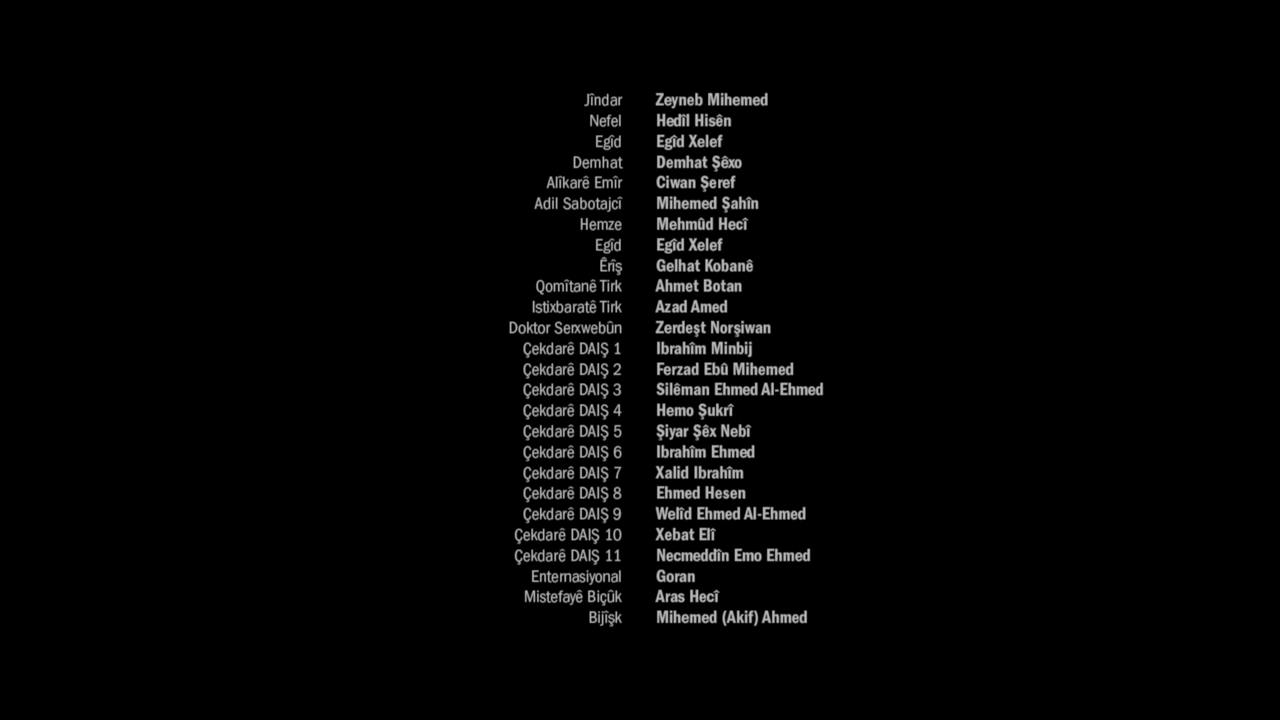 Jîndar Zeyneb Mihemed
Nefel Hedîl Hisên
Egîd Egîd Xelef
Demhat Demhat Şêxo
Alîkarê Emîr Ciwan Şeref
Adil Sabotajcî Mihemed Şahîn
Hemze Mehmûd Hecî
Egîd Egîd Xelef
Êrîş Gelhat Kobanê
Qomîtanê Tirk Ahmet Botan
Istixbaratê Tirk Azad Amed
Doktor Serxwebûn Zerdeşt Norşiwan
Çekdarê DAIŞ 1 Ibrahîm Minbij
Çekdarê DAIŞ 2 Ferzad Ebû Mihemed
Çekdarê DAIŞ 3 Silêman Ehmed Al-Ehmed
Çekdarê DAIŞ 4 Hemo Şukrî
Çekdarê DAIŞ 5 Şiyar Şêx Nebî
Çekdarê DAIŞ 6 Ibrahîm Ehmed
Çekdarê DAIŞ 7 Xalid Ibrahîm
Çekdarê DAIŞ 8 Ehmed Hesen
Çekdarê DAIŞ 9 Welîd Ehmed Al-Ehmed
Çekdarê DAIŞ 10 Xebat Elî
Çekdarê DAIŞ 11 Necmeddîn Emo Ehmed
Enternasiyonal Goran
Mistefayê Biçûk Aras Hecî
Bijîşk Mihemed (Akif) Ahmed